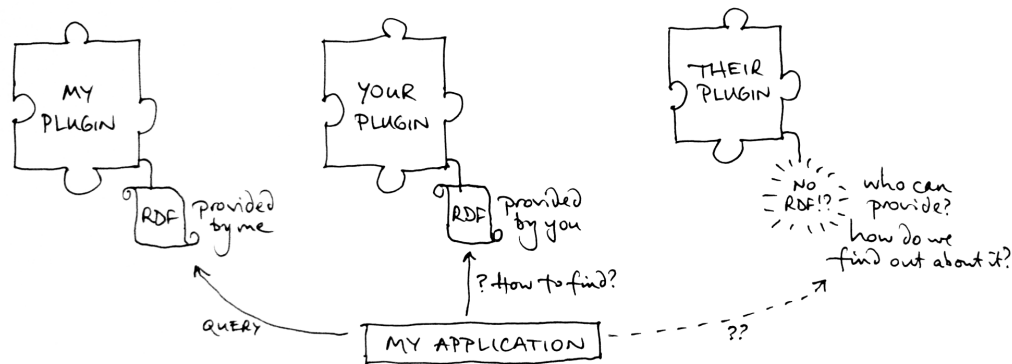 MY
PLUGIN
RDF
provided
by me
YOUR
PLUGIN
RDF
provided
by you
THEIR
PLUGIN
NO
RDF!?
who can
provide?
how do we
find out about it?
QUERY
? How to find?
??
MY APPLICATION